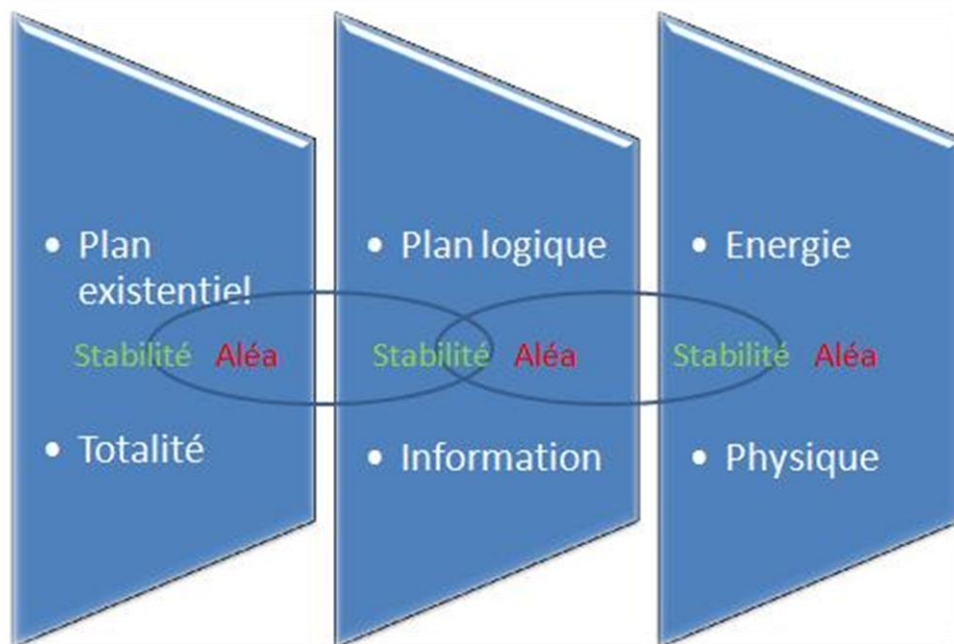 • Plan
existentiel
Stabilité Aléa
• Totalité
• Plan logique
Stabilité Aléa
• Information
• Energie
Stabilité Aléa
• Physique